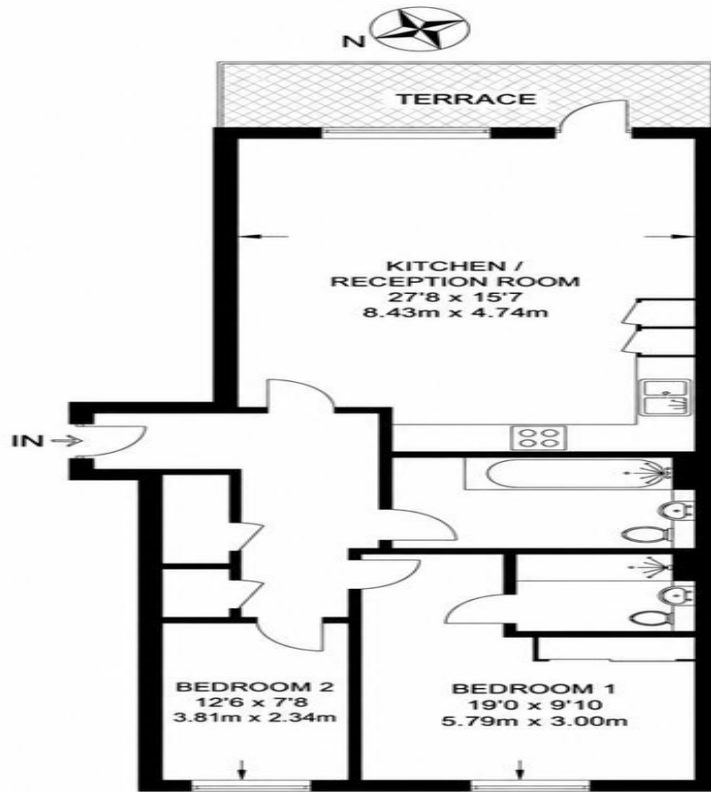 N
TERRACE
KITCHEN /
RECEPTION ROOM
27'8 x 15'7
8.43m x 4.74m
IN
BEDROOM 2
12'6 x 7'8
3.81m x 2.34m
BEDROOM 1
19'0 x 9'10
5.79m x 3.00m